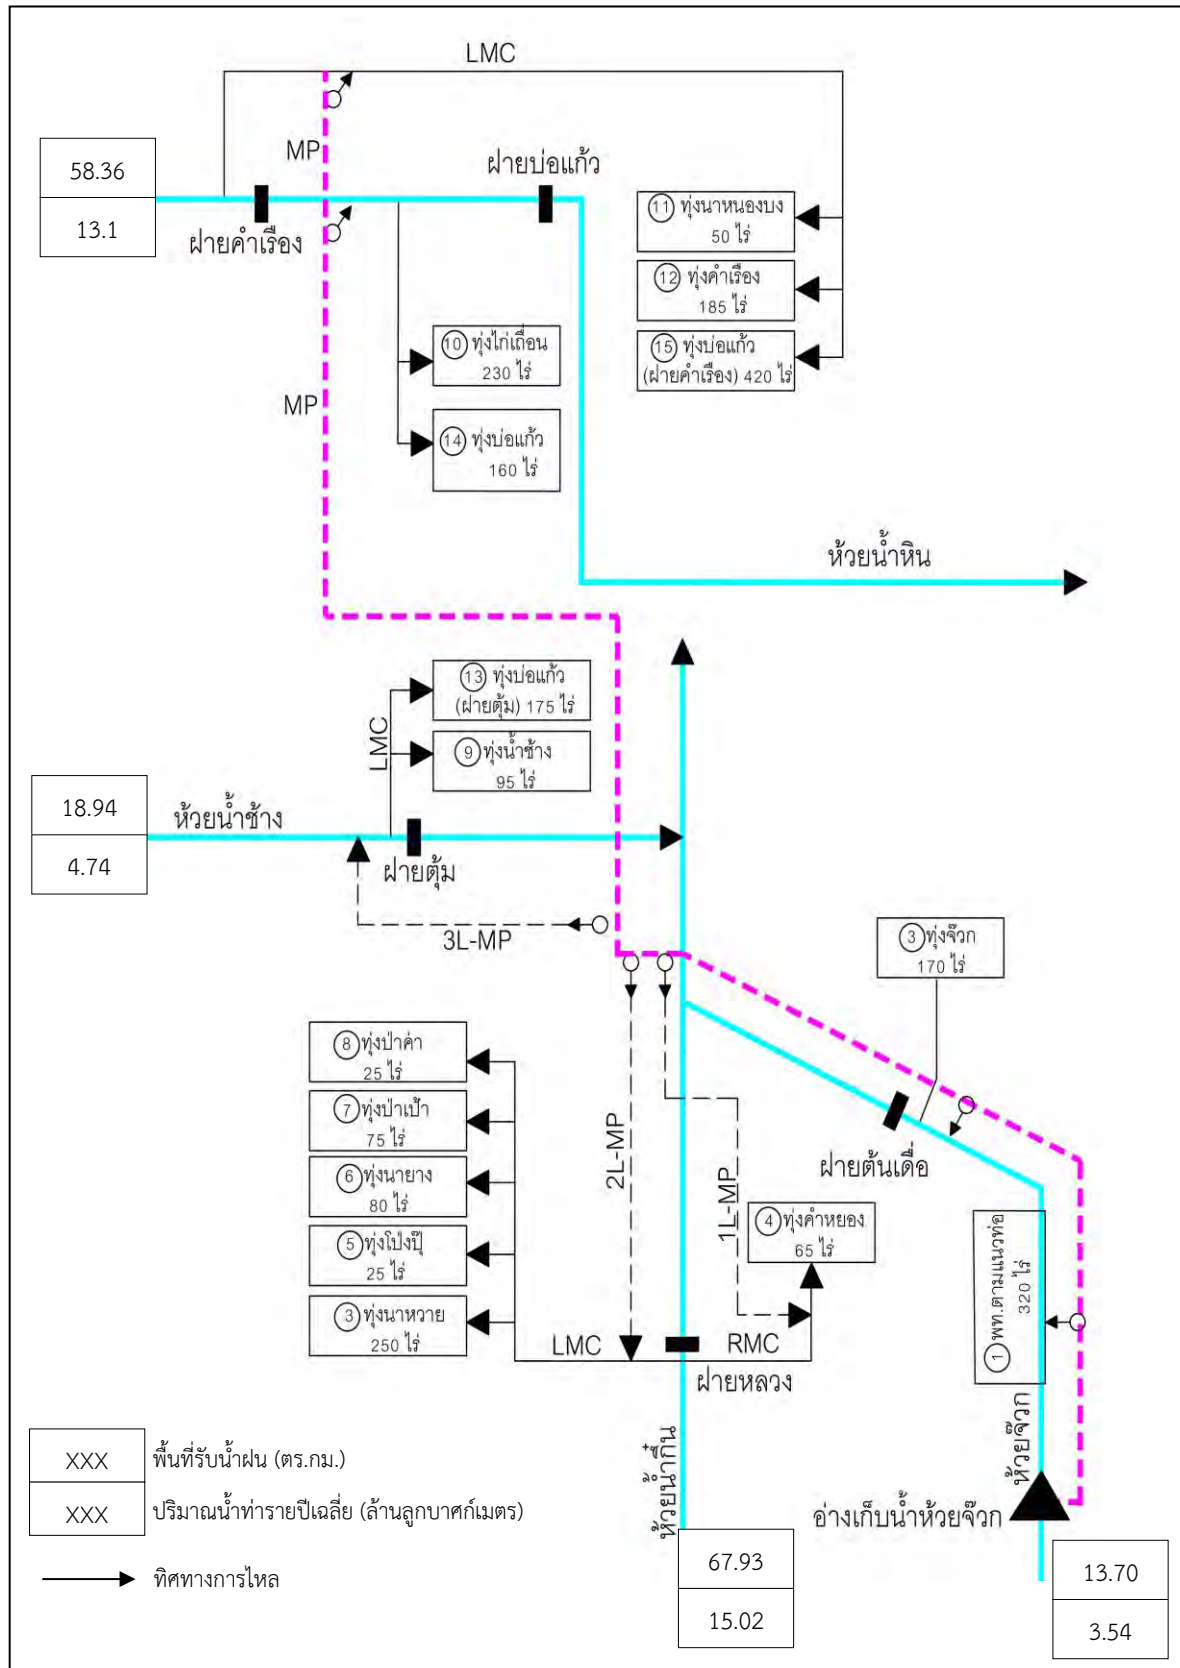 LMC
MP
58.36
13.1
ฝายคำเรือง
ฝายบ่อแก้ว
11 ทุ่งนาหนองบง
50 ไร่
12 ทุ่งคำเรือง
185 ไร่
15 ทุ่งบ่อแก้ว
(ฝายคำเรือง) 420 ไร่
10 ทุ่งไก่เถื่อน
230 ไร่
MP
14 ทุ่งบ่อแก้ว
160 ไร่
ห้วยน้ำหิน
13 ทุ่งบ่อแก้ว
(ฝายตุ้ม) 175 ไร่
LMC
9 ทุ่งน้ำช้าง
95 ไร่
18.94
4.74
ห้วยน้ำช้าง
ฝายตุ้ม
3L-MP
3 ทุ่งจ๊วก
170 ไร่
8 ทุ่งป่าค่า
25 ไร่
7 ทุ่งป่าเป้า
75 ไร่
6 ทุ่งนายาง
80 ไร่
5 ทุ่งโป่งปุ๊
25 ไร่
3 ทุ่งนาหวาย
250 ไร่
2L-MP
1L-MP
ฝายต้นเดื่อ
4 ทุ่งคำหยอง
65 ไร่
1 พท.ตามแนวท่อ
320 ไร่
LMC
RMC
ฝายหลวง
ห้วยน้ำกึ๋น
ห้วยจ๊วก
อ่างเก็บน้ำห้วยจ๊วก
XXX
พื้นที่รับน้ำฝน (ตร.กม.)
XXX
ปริมาณน้ำท่ารายปีเฉลี่ย (ล้านลูกบาศก์เมตร)
ทิศทางการไหล
67.93
15.02
13.70
3.54